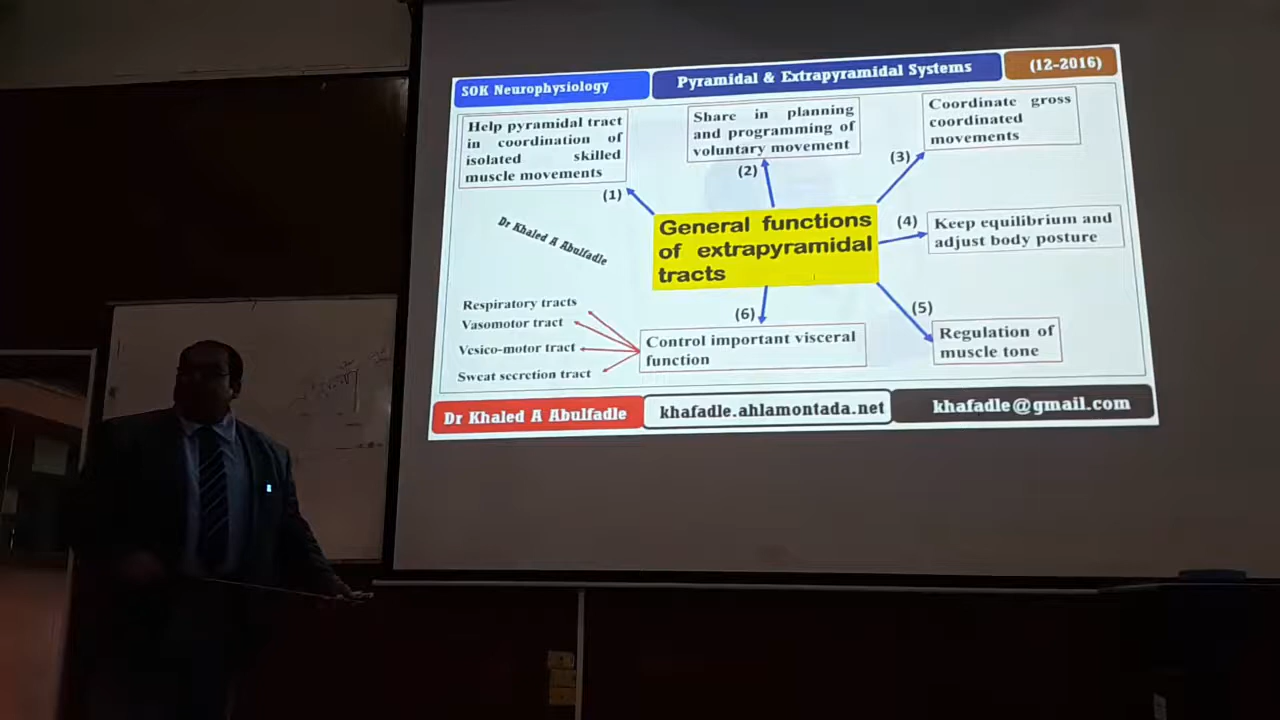 SOK Neurophysiology
Pyramidal & Extrapyramidal Systems
(12-2016)
Help pyramidal tract
in coordination of
isolated skilled
muscle movements
(1)
Share in planning
and programming of
voluntary movement
(2)
Coordinate gross
coordinated
movements
(3)
General functions
of extrapyramidal
tracts
(4)
Keep equilibrium and
adjust body posture
Dr Khaled A Abulfadle
(5)
Regulation of
muscle tone
(6)
Control important visceral
function
Respiratory tracts
Vasomotor tract
Vesico-motor tract
Sweat secretion tract
Dr Khaled A Abulfadle
khafadle.ahlamontada.net
khafadle@gmail.com